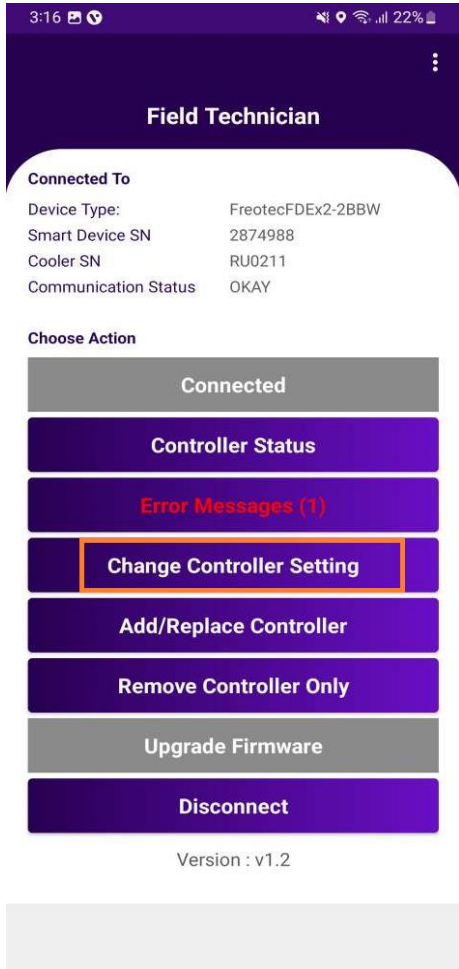 3:16 22%
Field Technician
Connected To
Device Type: FreotecFDEx2-2BBW
Smart Device SN 2874988
Cooler SN RU0211
Communication Status OKAY
Choose Action
Connected
Controller Status
Error Messages (1)
Change Controller Setting
Add/Replace Controller
Remove Controller Only
Upgrade Firmware
Disconnect
Version : v1.2